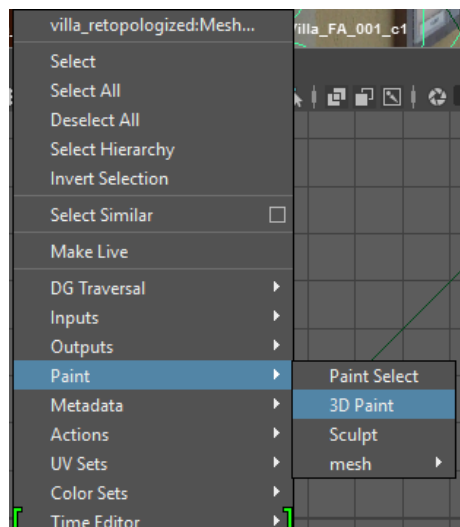 villa_retopologized:Mesh...
Villa_FA_001_c1
Select
Select All
Deselect All
Select Hierarchy
Invert Selection
Select Similar
Make Live
DG Traversal
Inputs
Outputs
Paint
Paint Select
Metadata
3D Paint
Actions
Sculpt
UV Sets
mesh
Color Sets
Time Editor